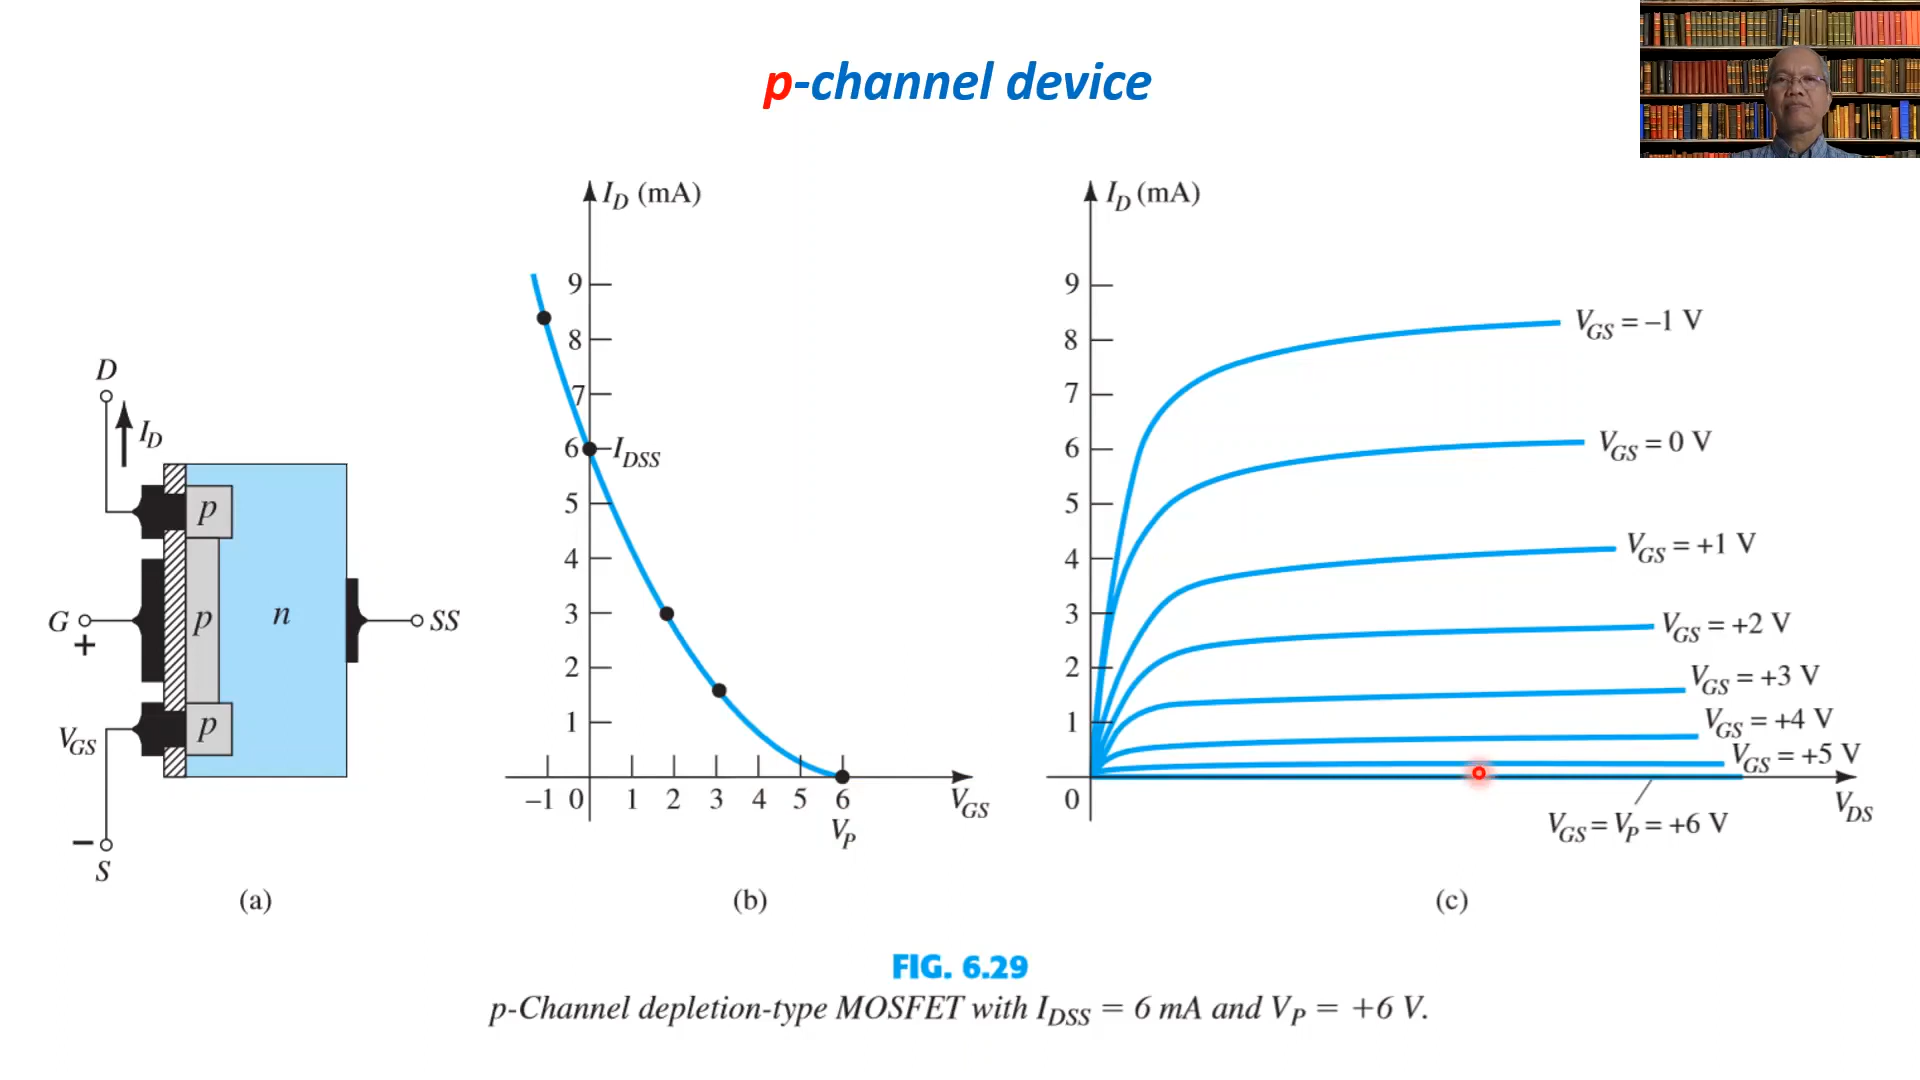 p-channel device
D
I_D
p
p
n
p
G
+
SS
V_GS
−
S
(a)
I_D (mA)
9
8
7
6
I_DSS
5
4
3
2
1
−1 0 1 2 3 4 5 6
V_GS
V_P
(b)
I_D (mA)
9
8
7
6
5
4
3
2
1
0
V_GS = −1 V
V_GS = 0 V
V_GS = +1 V
V_GS = +2 V
V_GS = +3 V
V_GS = +4 V
V_GS = +5 V
V_DS
V_GS = V_P = +6 V
(c)
FIG. 6.29
p-Channel depletion-type MOSFET with I_DSS = 6 mA and V_P = +6 V.